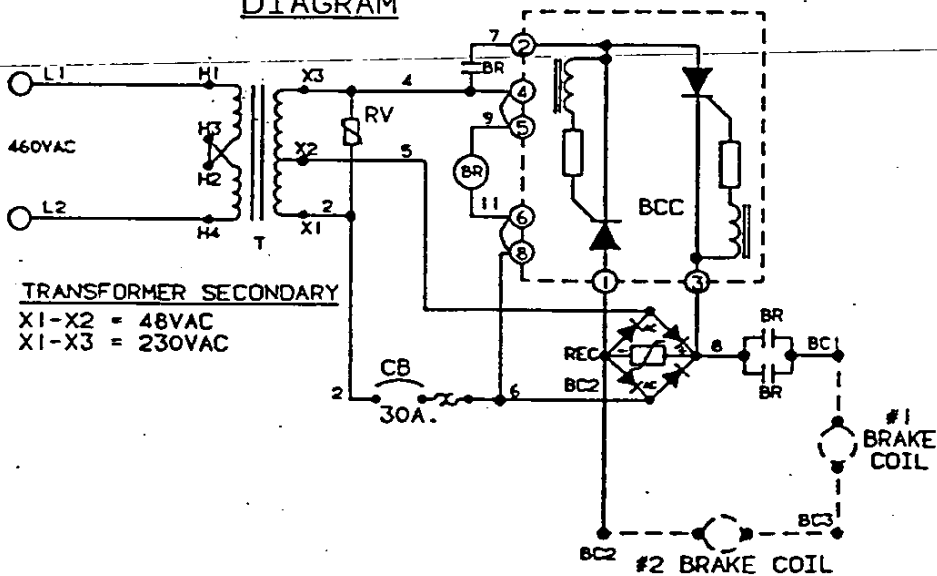 DIAGRAM
L1
H1
X3
4
7
BR
2
4
5
9
RV
460VAC
H3
H2
X2
5
BR
BCC
11
6
8
L2
H4
T
X1
2
1
3
TRANSFORMER SECONDARY
X1-X2 = 48VAC
X1-X3 = 230VAC
REC
AC
-
+
AC
BC2
8
BR
BR
BC1
2
CB
30A.
6
#1
BRAKE
COIL
BC3
BC2
#2 BRAKE COIL